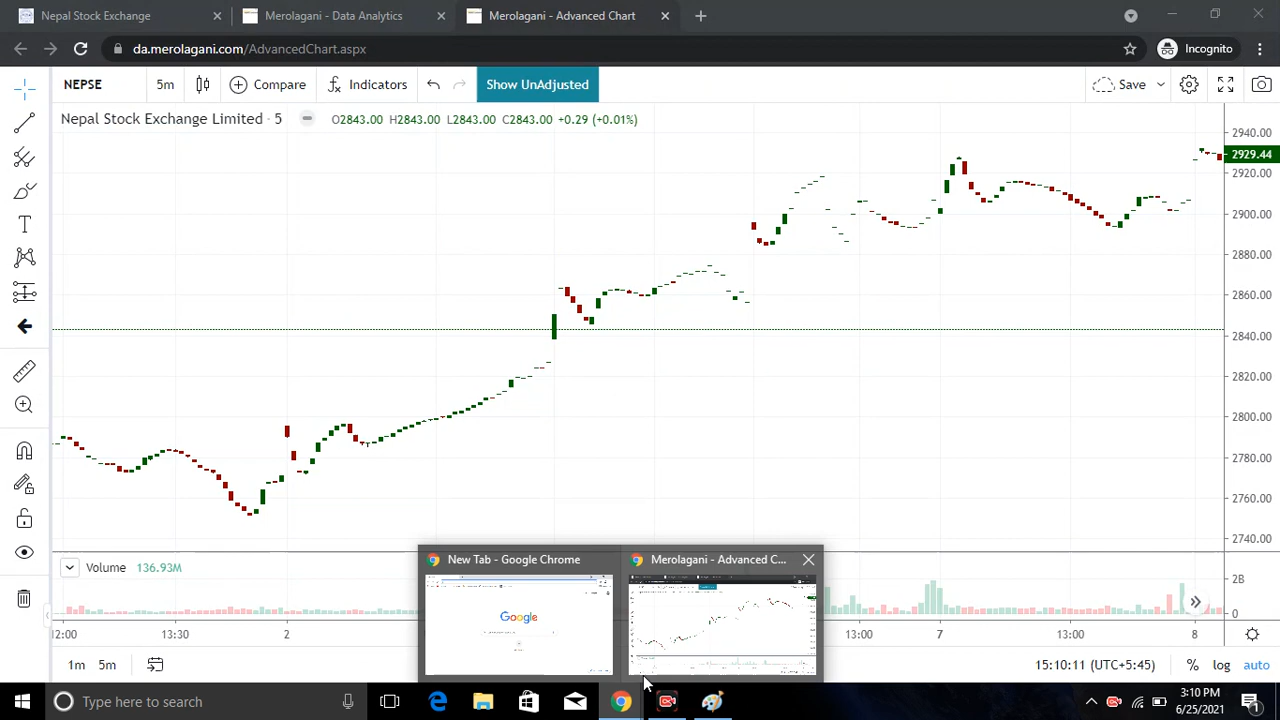 Nepal Stock Exchange
Merolagani - Data Analytics
Merolagani - Advanced Chart
da.merolagani.com/AdvancedChart.aspx
Incognito
NEPSE
5m
Compare
Indicators
Show UnAdjusted
Save
Nepal Stock Exchange Limited · 5
O2843.00 H2843.00 L2843.00 C2843.00 +0.29 (+0.01%)
2940.00
2929.44
2920.00
2900.00
2880.00
2860.00
2840.00
2820.00
2800.00
2780.00
2760.00
2740.00
Volume 136.93M
2B
0
12:00
13:30
2
13:00
7
13:00
8
New Tab - Google Chrome
Merolagani - Advanced C...
Google
1m
5m
15:10:11 (UTC+5:45)
%
log
auto
Type here to search
3:10 PM
6/25/2021
1